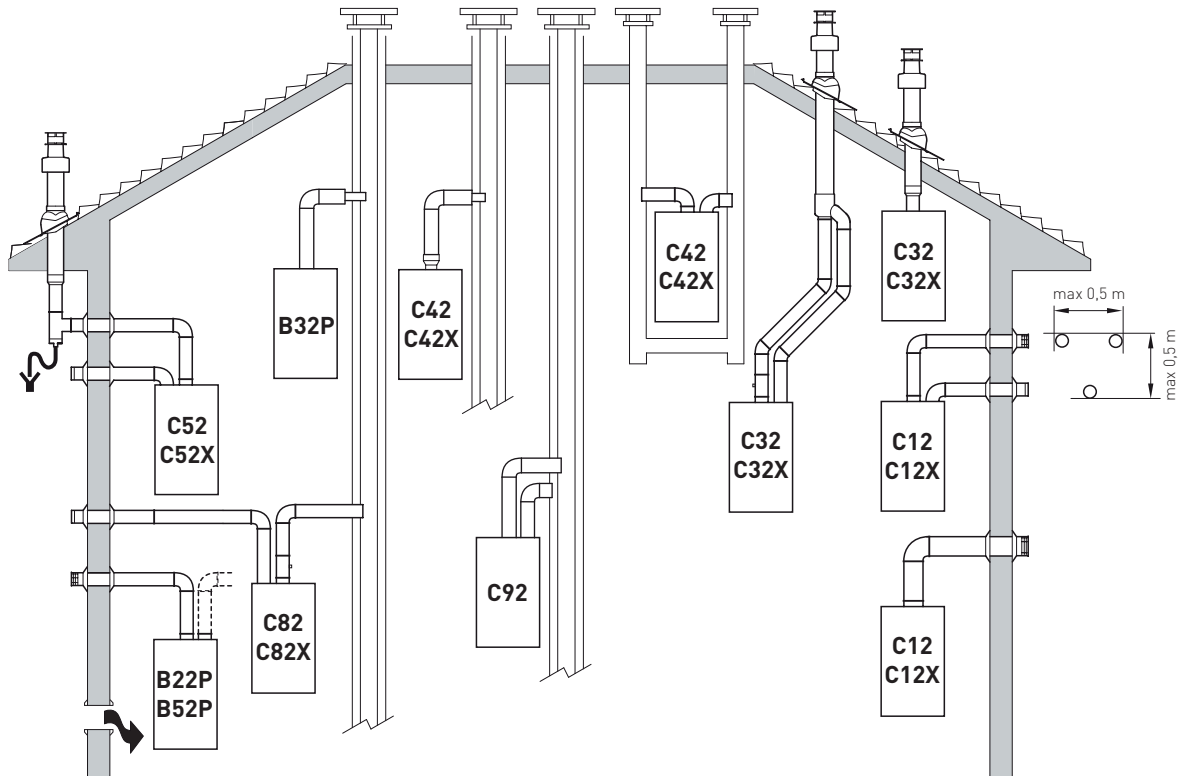 B32P
C42
C42X
C42
C42X
C32
C32X
max 0,5 m
max 0,5 m
C52
C52X
C32
C32X
C12
C12X
C92
C82
C82X
B22P
B52P
C12
C12X